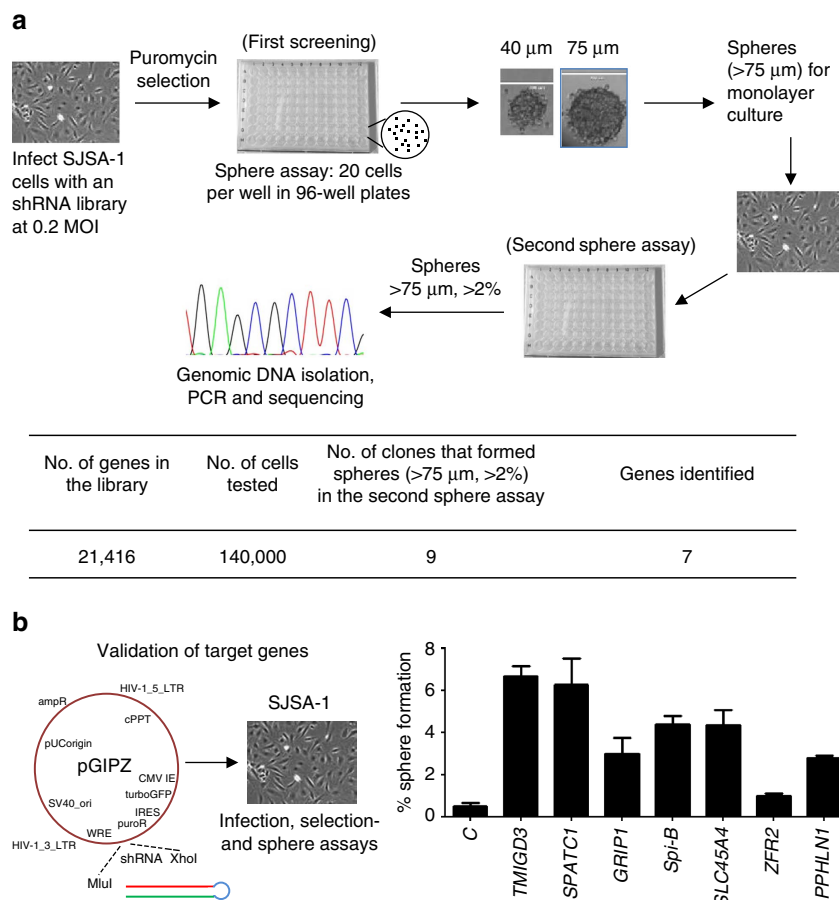 a
Puromycin
selection
(First screening)
40 μm
75 μm
Spheres
(>75 μm) for
monolayer
culture
Infect SJSA-1
cells with an
shRNA library
at 0.2 MOI
Sphere assay: 20 cells
per well in 96-well plates
(Second sphere assay)
Spheres
>75 μm, >2%
Genomic DNA isolation,
PCR and sequencing
No. of genes in
the library
No. of cells
tested
No. of clones that formed
spheres (>75 μm, >2%)
in the second sphere assay
Genes identified
21,416
140,000
9
7
b
Validation of target genes
HIV-1_5_LTR
ampR
cPPT
pUCorigin
pGIPZ
CMV IE
turboGFP
SV40_ori
IRES
puroR
WRE
HIV-1_3_LTR
shRNA XhoI
MluI
SJSA-1
Infection, selection-
and sphere assays
% sphere formation
8
6
4
2
0
C
TMIGD3
SPATC1
GRIP1
Spi-B
SLC45A4
ZFR2
PPHLN1